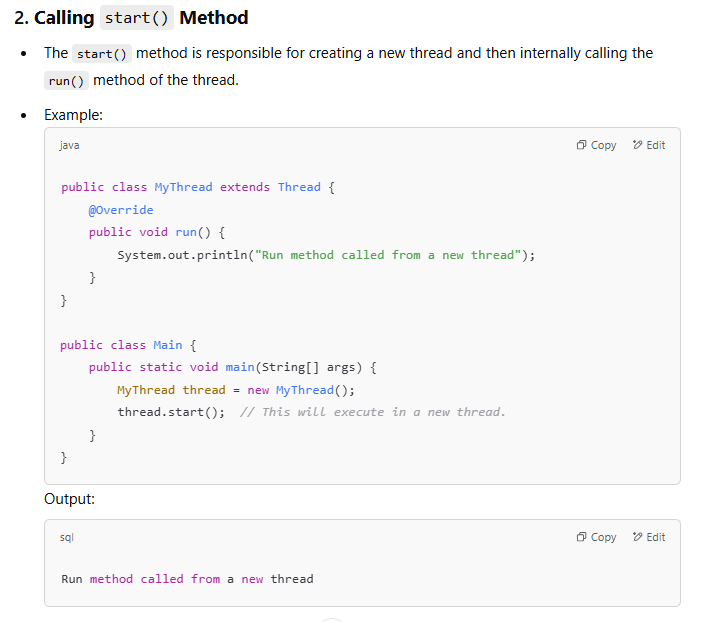 2. Calling start() Method
• The start() method is responsible for creating a new thread and then internally calling the
run() method of the thread.
• Example:
java Copy Edit
public class MyThread extends Thread {
    @Override
    public void run() {
        System.out.println("Run method called from a new thread");
    }
}

public class Main {
    public static void main(String[] args) {
        MyThread thread = new MyThread();
        thread.start();  // This will execute in a new thread.
    }
}
Output:
sql Copy Edit
Run method called from a new thread